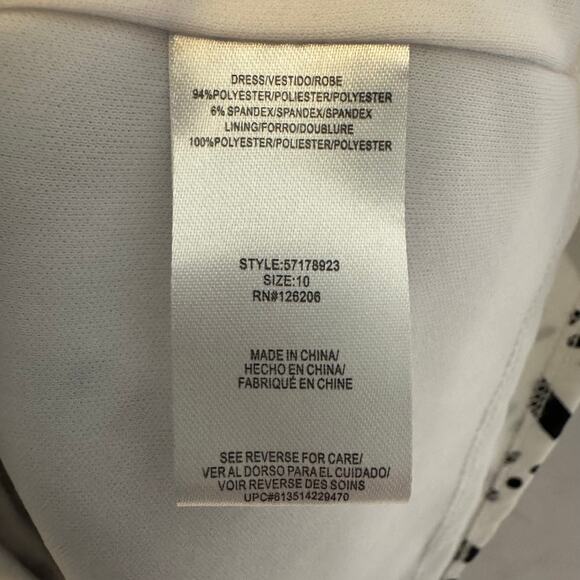 DRESS/VESTIDO/ROBE
94%POLYESTER/POLIESTER/POLYESTER
6% SPANDEX/SPANDEX/SPANDEX
LINING/FORRO/DOUBLURE
100%POLYESTER/POLIESTER/POLYESTER
STYLE:57178923
SIZE:10
RN#126206
MADE IN CHINA/
HECHO EN CHINA/
FABRIQUÉ EN CHINE
SEE REVERSE FOR CARE/
VER AL DORSO PARA EL CUIDADO/
VOIR REVERSE DES SOINS
UPC#613514229470